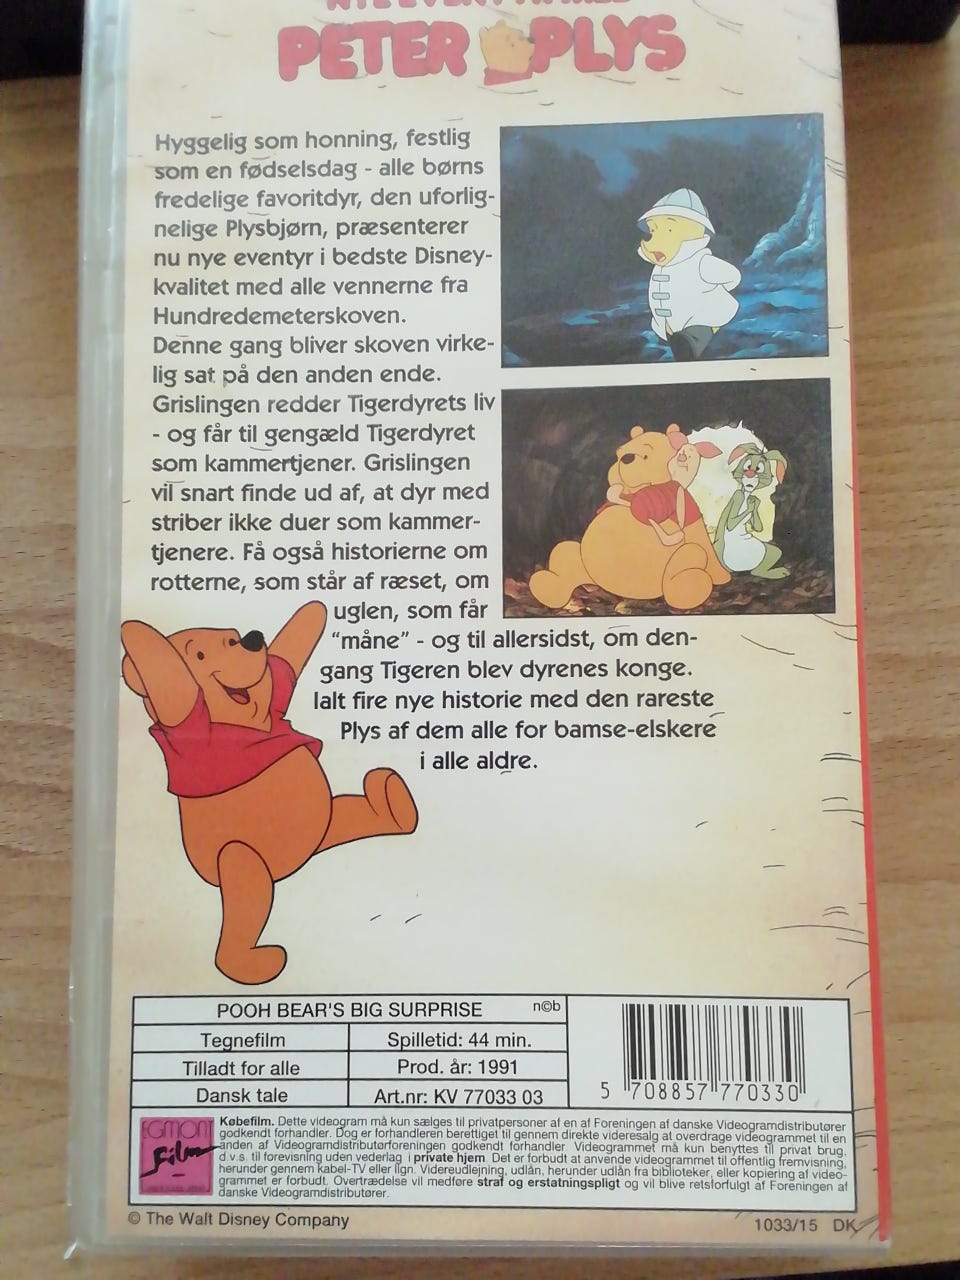 PETER PLYS
Hyggelig som honning, festlig
som en fødselsdag - alle børns
fredelige favoritdyr, den uforlig-
nelige Plysbjørn, præsenterer
nu nye eventyr i bedste Disney-
kvalitet med alle vennerne fra
Hundredemeterskoven.
Denne gang bliver skoven virke-
lig sat på den anden ende.
Grislingen redder Tigerdyrets liv
- og får til gengæld Tigerdyret
som kammertjener. Grislingen
vil snart finde ud af, at dyr med
striber ikke duer som kammer-
tjenere. Få også historierne om
rotterne, som står af ræset, om
uglen, som får
"måne" - og til allersidst, om den-
gang Tigeren blev dyrenes konge.
Ialt fire nye historie med den rareste
Plys af dem alle for bamse-elskere
i alle aldre.
POOH BEAR'S BIG SURPRISE n©b
Tegnefilm Spilletid: 44 min.
Tilladt for alle Prod. år: 1991
Dansk tale Art.nr: KV 77033 03
5 708857 770330
EGMONT
Film
Købefilm. Dette videogram må kun sælges til privatpersoner af en af Foreningen af danske Videogramdistributører
godkendt forhandler. Dog er forhandleren berettiget til gennem direkte videresalg at overdrage videogrammet til en
anden af Videogramdistributørforeningen godkendt forhandler. Videogrammet må kun benyttes til privat brug,
d v s. til forevisning uden vederlag i private hjem. Det er forbudt at anvende videogrammet til offentlig fremvisning,
herunder gennem kabel-TV eller lign. Videreudlejning, udlån, herunder udlån fra biblioteker, eller kopiering af video-
grammet er forbudt. Overtrædelse vil medføre straf og erstatningspligt og vil blive retsforfulgt af Foreningen af
danske Videogramdistributører.
© The Walt Disney Company
1033/15 DK